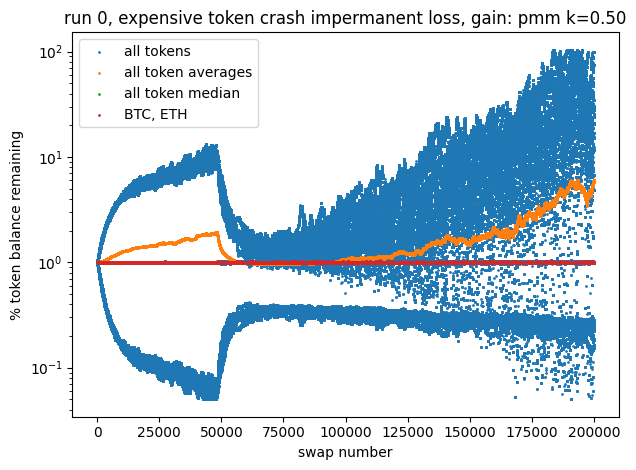 run 0, expensive token crash impermanent loss, gain: pmm k=0.50
all tokens
all token averages
all token median
BTC, ETH
% token balance remaining
10²
10¹
10⁰
10⁻¹
0 25000 50000 75000 100000 125000 150000 175000 200000
swap number